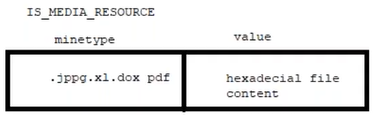 IS_MEDIA_RESOURCE
minetype value
.jppg.xl.dox pdf hexadecial file
content